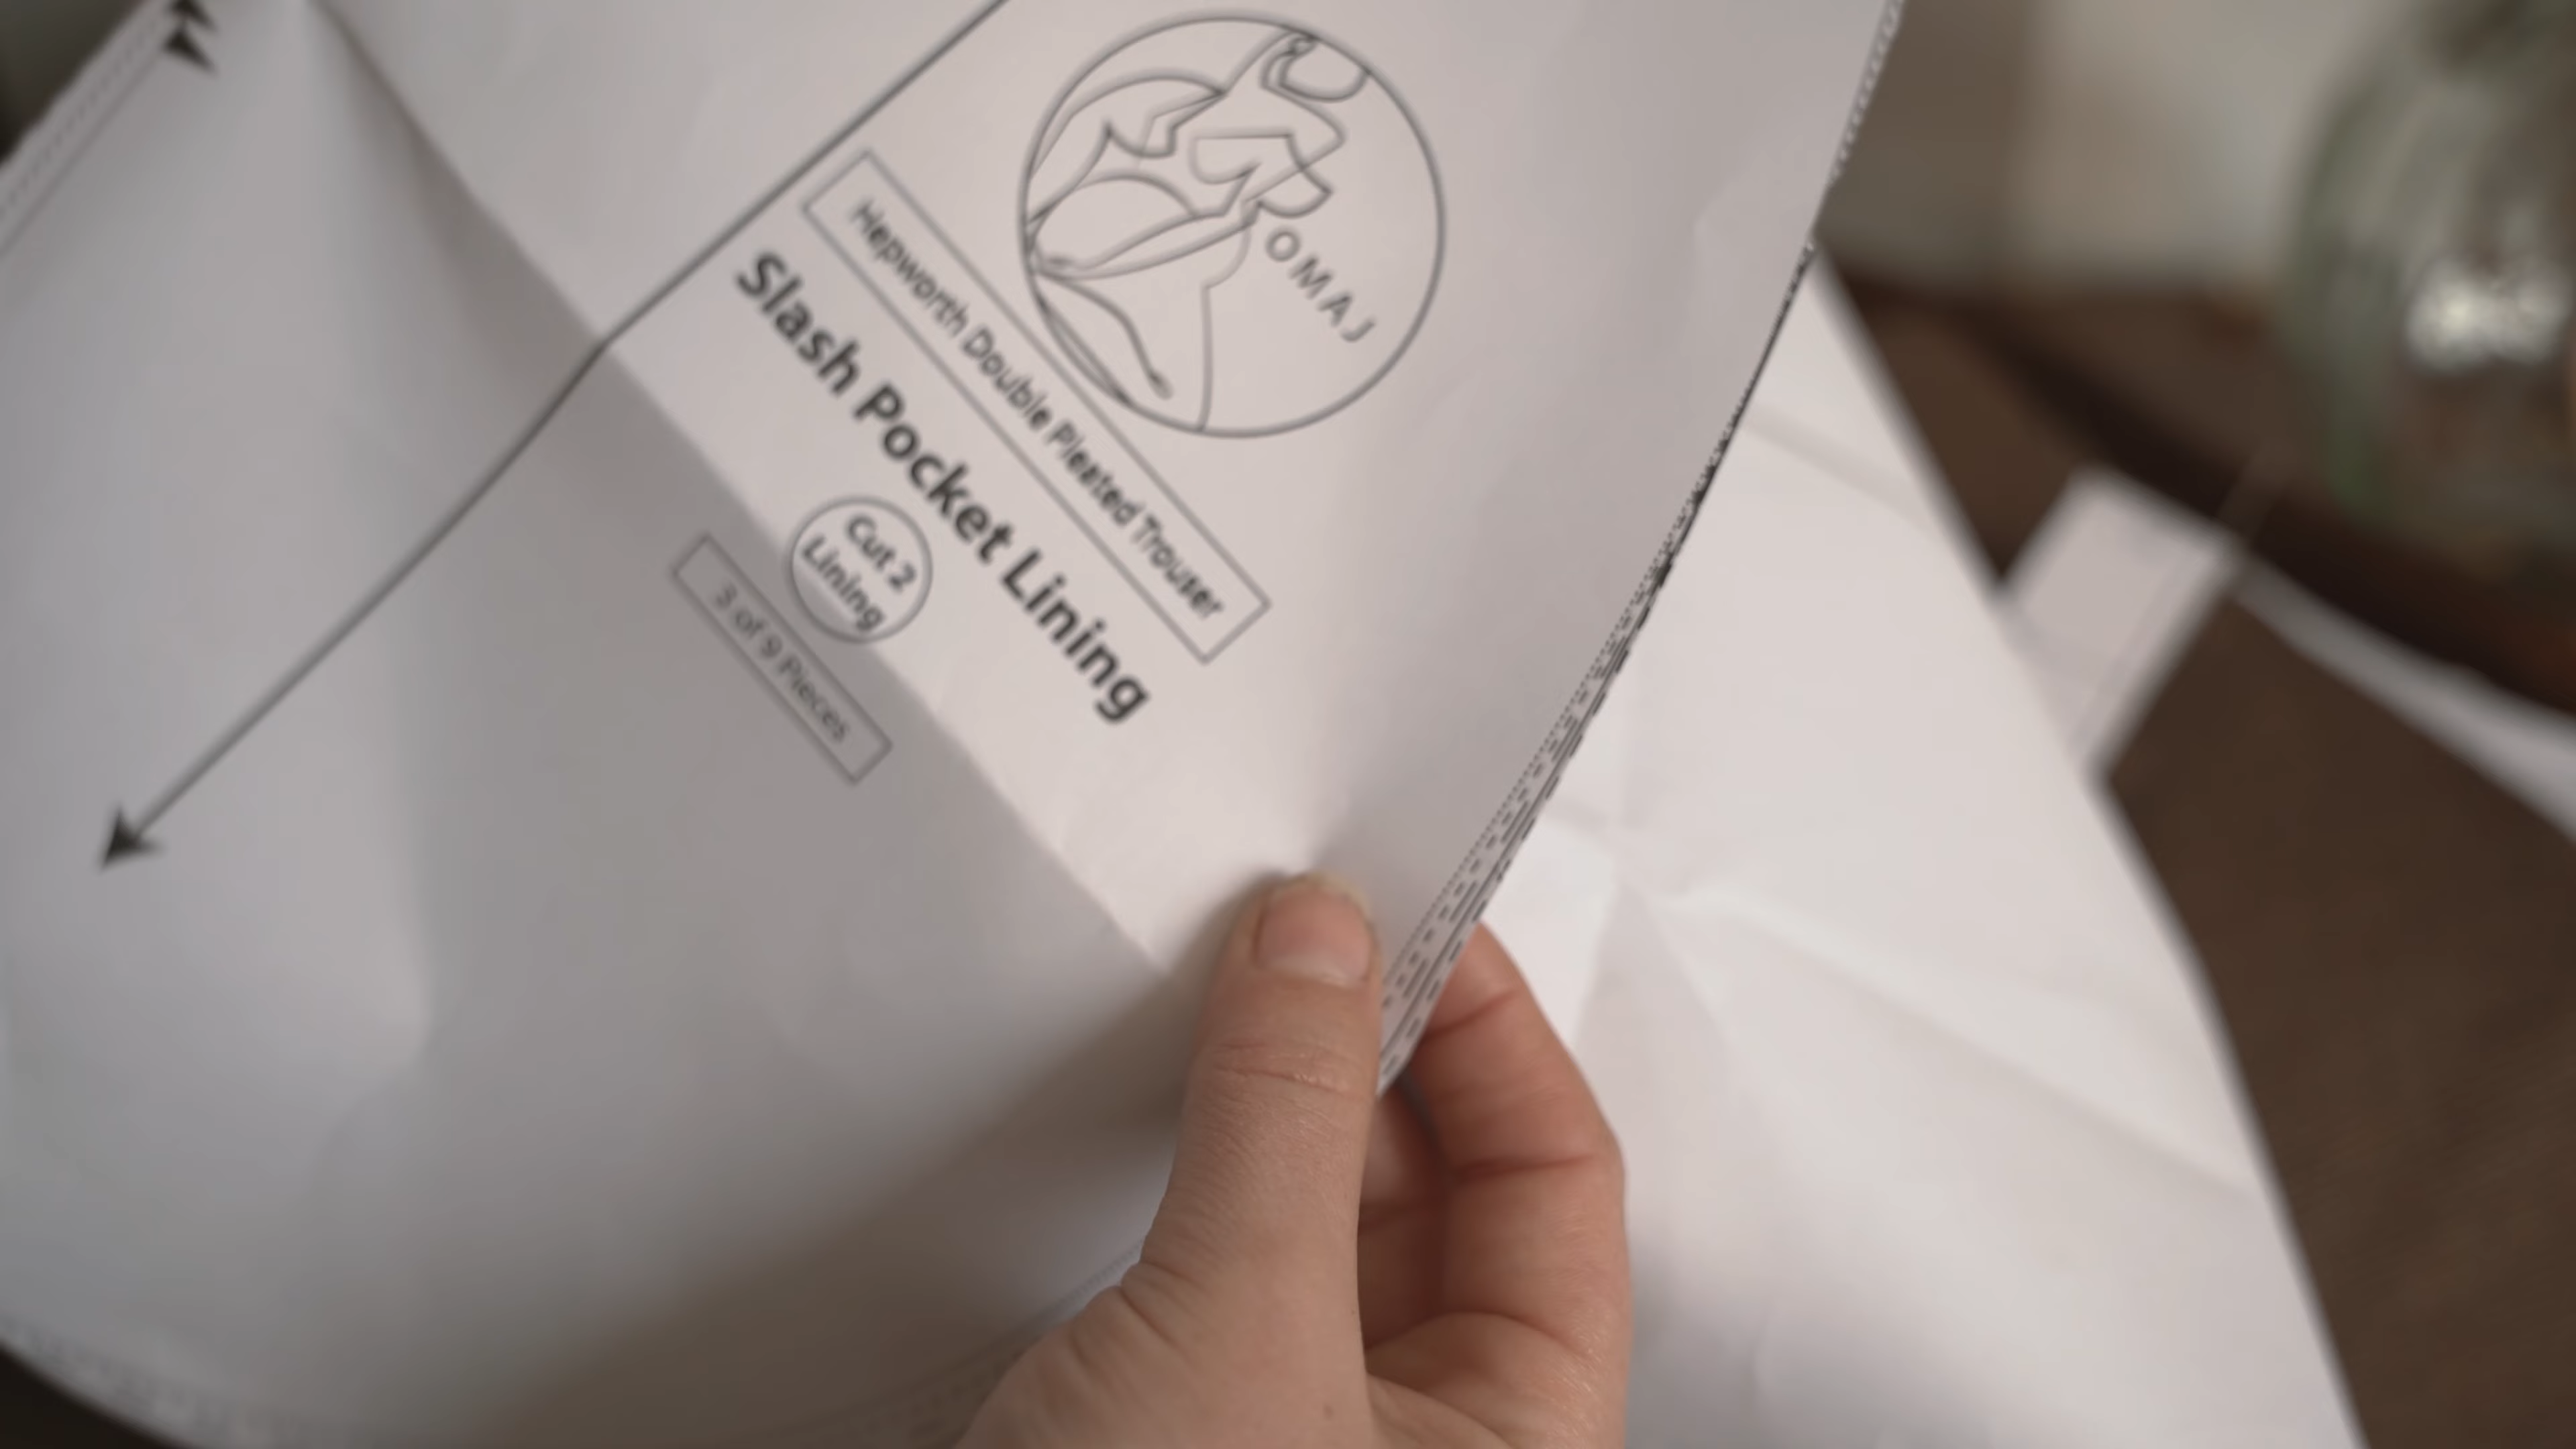 OMAJ
Hepworth Double Pleated Trouser
Slash Pocket Lining
Cut 2
Lining
3 of 9 Pieces